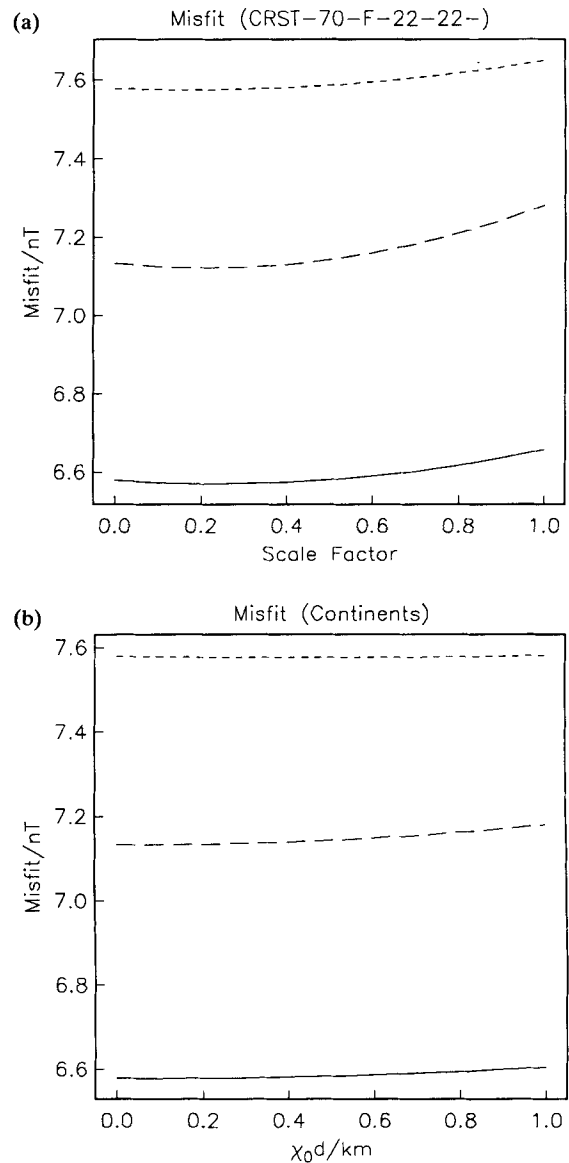 (a)
Misfit (CRST-70-F-22-22-)
7.6
7.4
7.2
7.0
6.8
6.6
Misfit/nT
0.0 0.2 0.4 0.6 0.8 1.0
Scale Factor
(b)
Misfit (Continents)
7.6
7.4
7.2
7.0
6.8
6.6
Misfit/nT
0.0 0.2 0.4 0.6 0.8 1.0
χ₀d/km